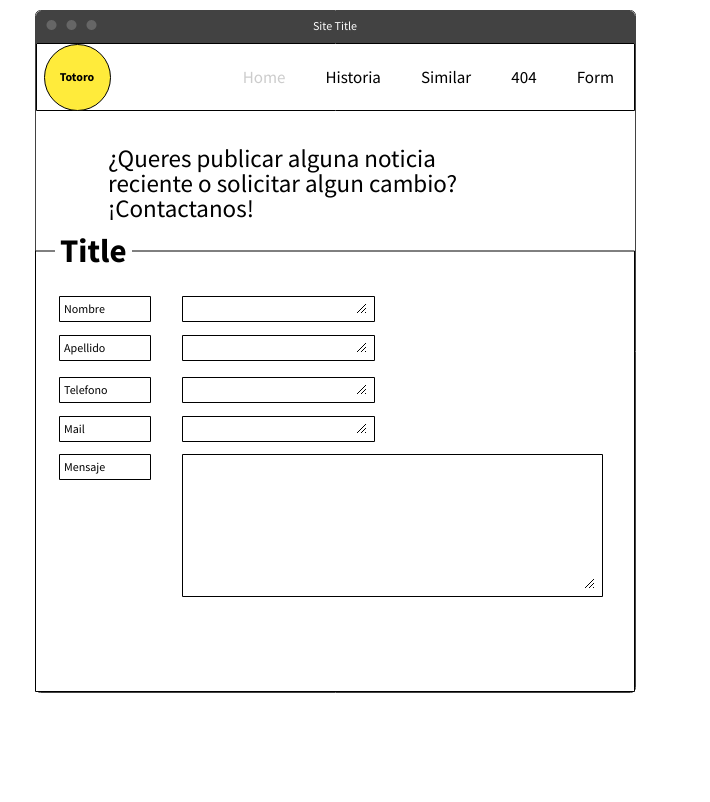 Site Title
Totoro
Home Historia Similar 404 Form
¿Queres publicar alguna noticia
reciente o solicitar algun cambio?
¡Contactanos!
Title
Nombre
Apellido
Telefono
Mail
Mensaje